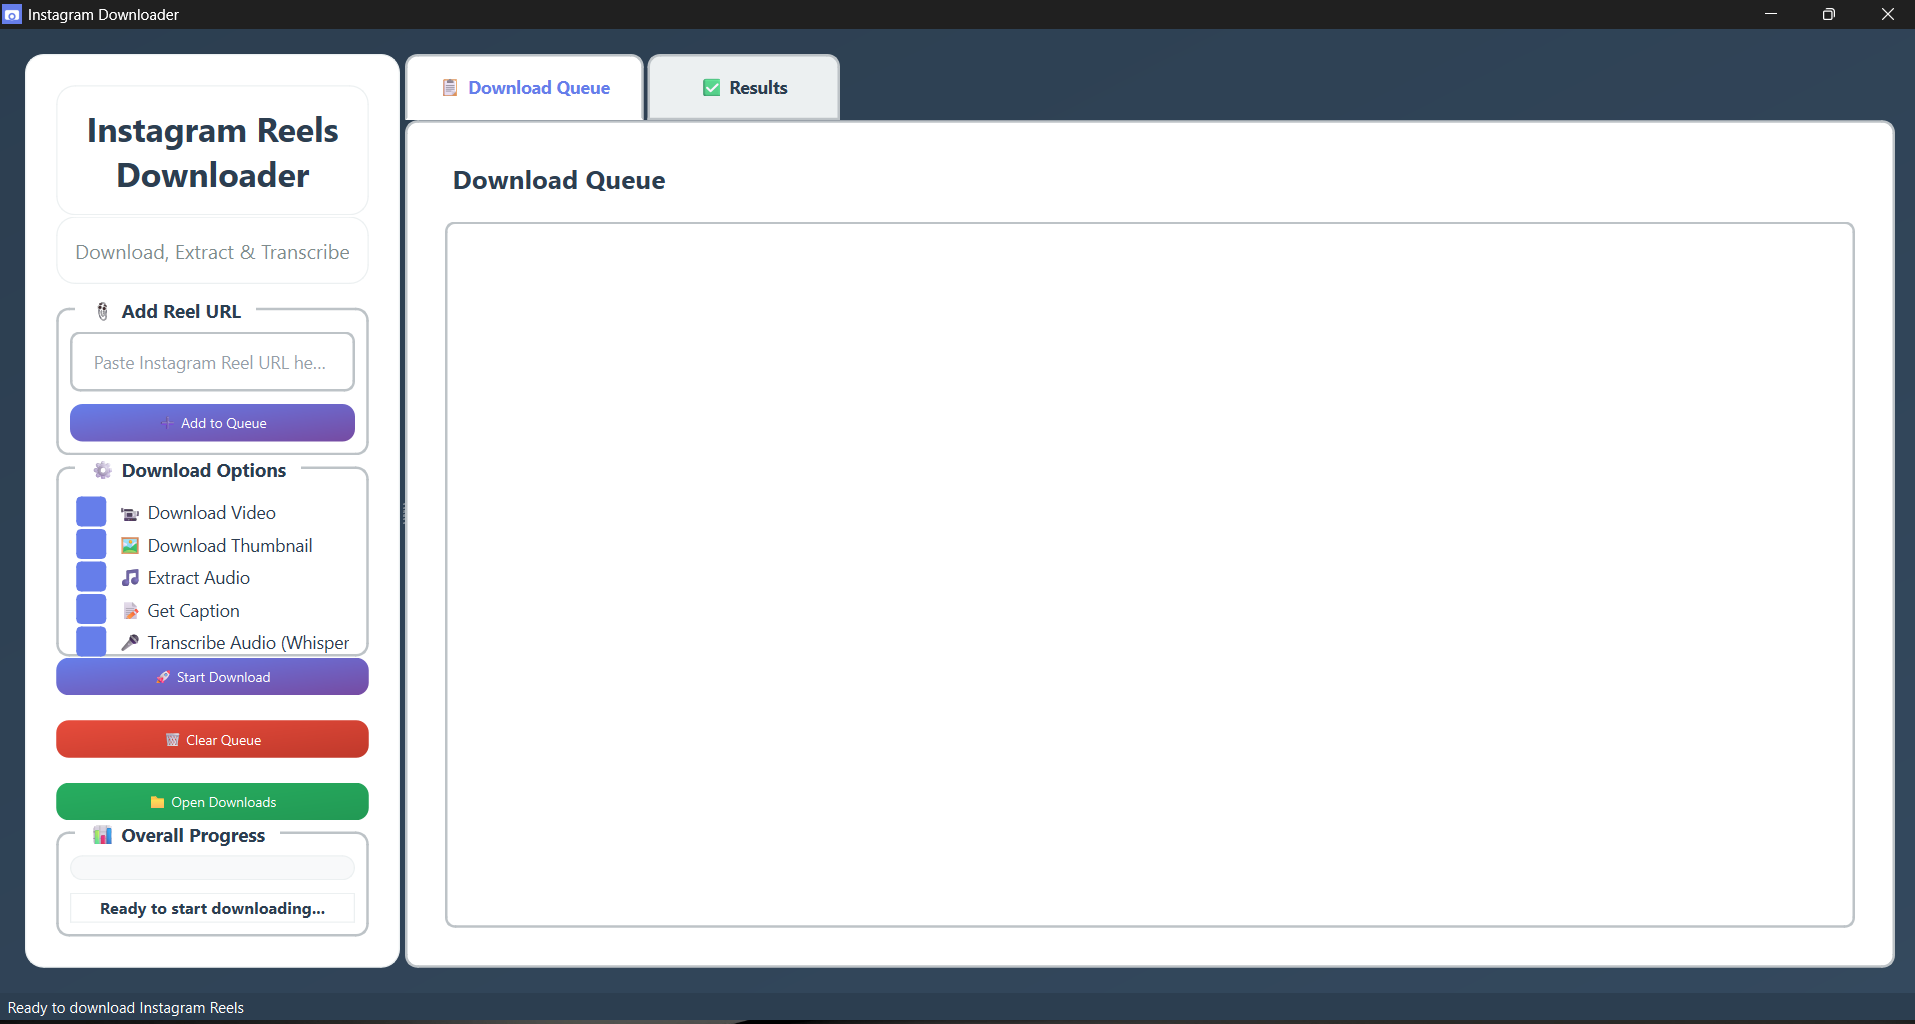 Instagram Downloader
Instagram Reels
Downloader
Download, Extract & Transcribe
Add Reel URL
Paste Instagram Reel URL he...
Add to Queue
Download Options
Download Video
Download Thumbnail
Extract Audio
Get Caption
Transcribe Audio (Whisper
Start Download
Clear Queue
Open Downloads
Overall Progress
Ready to start downloading...
Download Queue
Results
Download Queue
Ready to download Instagram Reels